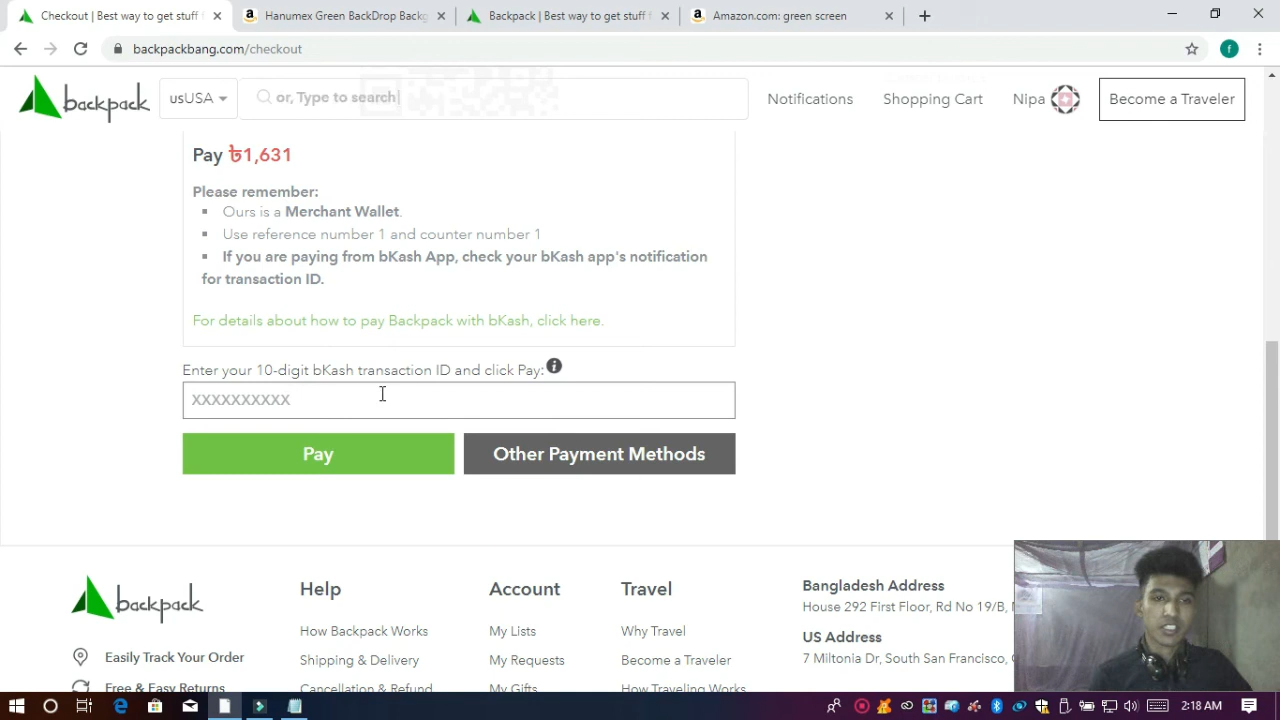 Checkout | Best way to get stuff f
Hanumex Green BackDrop Backg
Backpack | Best way to get stuff f
Amazon.com: green screen
backpackbang.com/checkout
f
backpack
usUSA
or, Type to search
Notifications
Shopping Cart
Nipa
Become a Traveler
Pay ৳1,631
Please remember:
Ours is a Merchant Wallet.
Use reference number 1 and counter number 1
If you are paying from bKash App, check your bKash app's notification
for transaction ID.
For details about how to pay Backpack with bKash, click here.
Enter your 10-digit bKash transaction ID and click Pay:
XXXXXXXXXX
Pay
Other Payment Methods
backpack
Easily Track Your Order
Free & Easy Returns
Help
How Backpack Works
Shipping & Delivery
Cancellation & Refund
Account
My Lists
My Requests
My Gifts
Travel
Why Travel
Become a Traveler
How Traveling Works
Bangladesh Address
House 292 First Floor, Rd No 19/B,
US Address
7 Miltonia Dr, South San Francisco,
2:18 AM